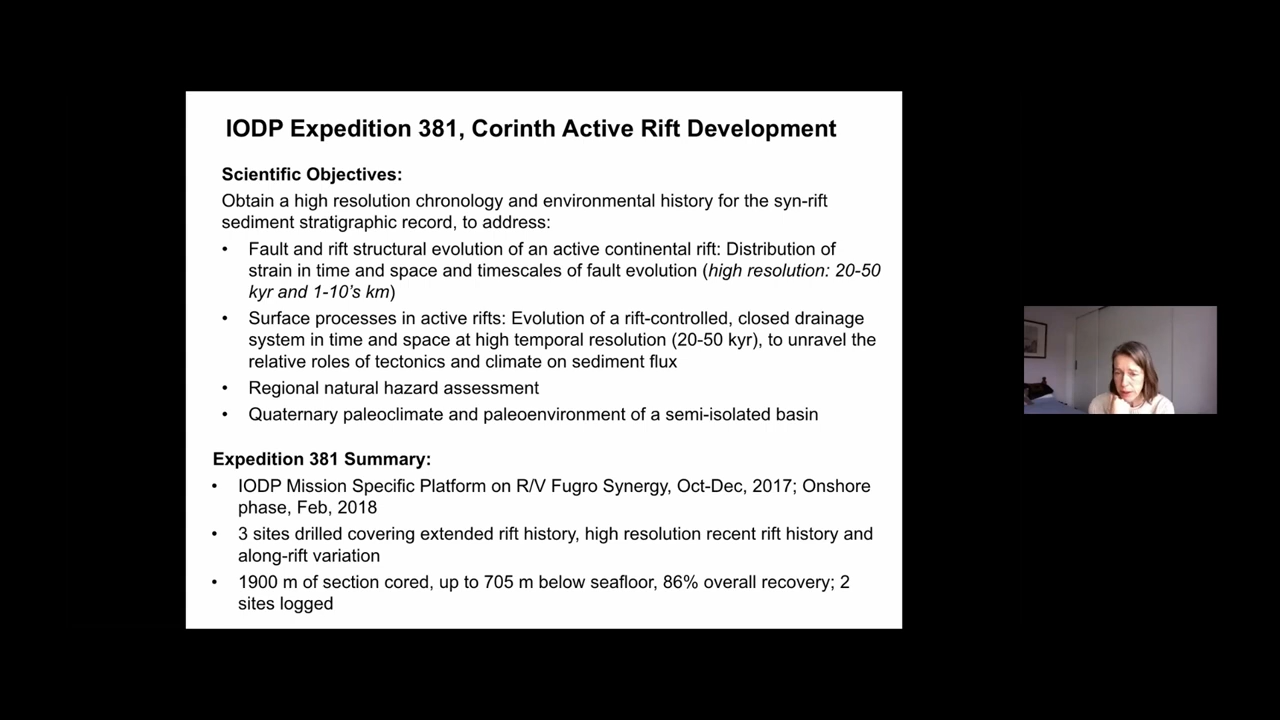 IODP Expedition 381, Corinth Active Rift Development
Scientific Objectives:
Obtain a high resolution chronology and environmental history for the syn-rift
sediment stratigraphic record, to address:
• Fault and rift structural evolution of an active continental rift: Distribution of
strain in time and space and timescales of fault evolution (high resolution: 20-50
kyr and 1-10’s km)
• Surface processes in active rifts: Evolution of a rift-controlled, closed drainage
system in time and space at high temporal resolution (20-50 kyr), to unravel the
relative roles of tectonics and climate on sediment flux
• Regional natural hazard assessment
• Quaternary paleoclimate and paleoenvironment of a semi-isolated basin
Expedition 381 Summary:
• IODP Mission Specific Platform on R/V Fugro Synergy, Oct-Dec, 2017; Onshore
phase, Feb, 2018
• 3 sites drilled covering extended rift history, high resolution recent rift history and
along-rift variation
• 1900 m of section cored, up to 705 m below seafloor, 86% overall recovery; 2
sites logged